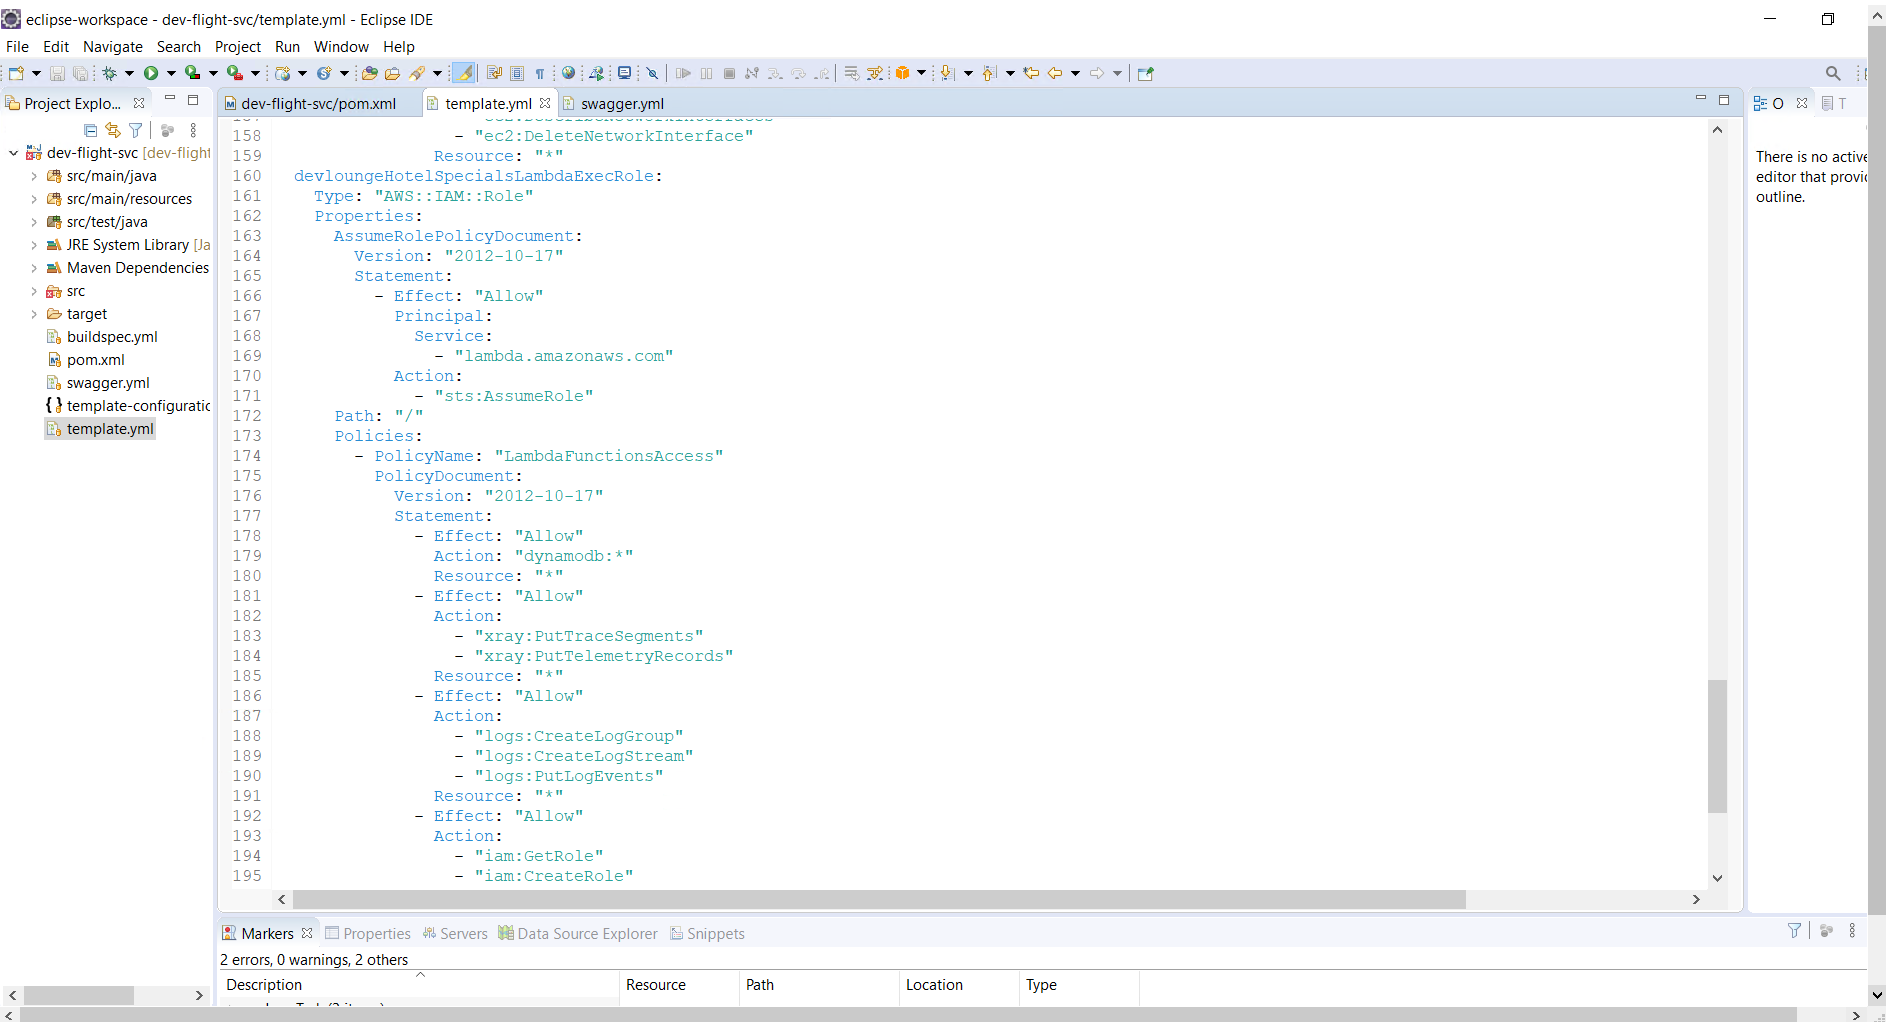 eclipse-workspace - dev-flight-svc/template.yml - Eclipse IDE
File Edit Navigate Search Project Run Window Help
Project Explo...
dev-flight-svc [dev-flight
src/main/java
src/main/resources
src/test/java
JRE System Library [Ja
Maven Dependencies
src
target
buildspec.yml
pom.xml
swagger.yml
template-configuratio
template.yml
dev-flight-svc/pom.xml template.yml swagger.yml
158 - "ec2:DeleteNetworkInterface"
159 Resource: "*"
160 devloungeHotelSpecialsLambdaExecRole:
161 Type: "AWS::IAM::Role"
162 Properties:
163 AssumeRolePolicyDocument:
164 Version: "2012-10-17"
165 Statement:
166 - Effect: "Allow"
167 Principal:
168 Service:
169 - "lambda.amazonaws.com"
170 Action:
171 - "sts:AssumeRole"
172 Path: "/"
173 Policies:
174 - PolicyName: "LambdaFunctionsAccess"
175 PolicyDocument:
176 Version: "2012-10-17"
177 Statement:
178 - Effect: "Allow"
179 Action: "dynamodb:*"
180 Resource: "*"
181 - Effect: "Allow"
182 Action:
183 - "xray:PutTraceSegments"
184 - "xray:PutTelemetryRecords"
185 Resource: "*"
186 - Effect: "Allow"
187 Action:
188 - "logs:CreateLogGroup"
189 - "logs:CreateLogStream"
190 - "logs:PutLogEvents"
191 Resource: "*"
192 - Effect: "Allow"
193 Action:
194 - "iam:GetRole"
195 - "iam:CreateRole"
O T
There is no active
editor that provid
outline.
Markers Properties Servers Data Source Explorer Snippets
2 errors, 0 warnings, 2 others
Description Resource Path Location Type